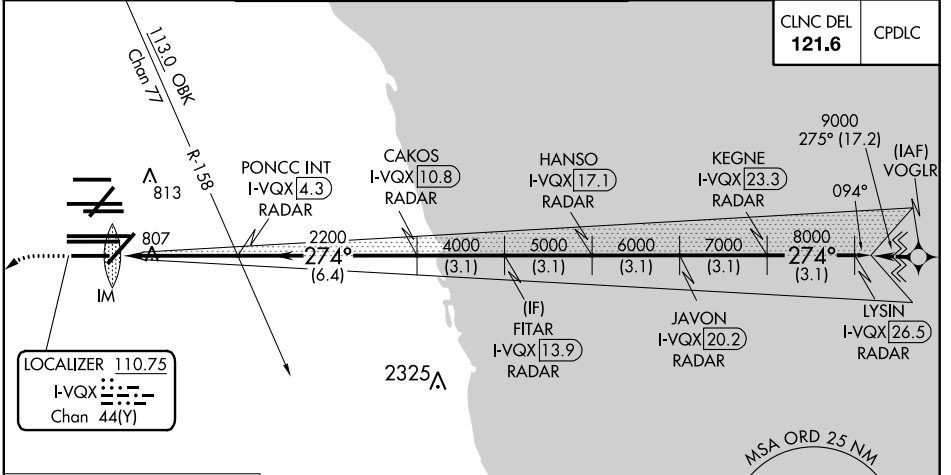 CLNC DEL
121.6
CPDLC
113.0 OBK
Chan 77
R-158
813
807
IM
PONCC INT
I-VQX 4.3
RADAR
CAKOS
I-VQX 10.8
RADAR
HANSO
I-VQX 17.1
RADAR
KEGNE
I-VQX 23.3
RADAR
9000
275° (17.2)
(IAF)
VOGLR
094°
2200
274°
(6.4)
4000
(3.1)
5000
(3.1)
6000
(3.1)
7000
(3.1)
8000
274°
(3.1)
(IF)
FITAR
I-VQX 13.9
RADAR
JAVON
I-VQX 20.2
RADAR
LYSIN
I-VQX 26.5
RADAR
LOCALIZER 110.75
I-VQX
Chan 44(Y)
2325
MSA ORD 25 NM